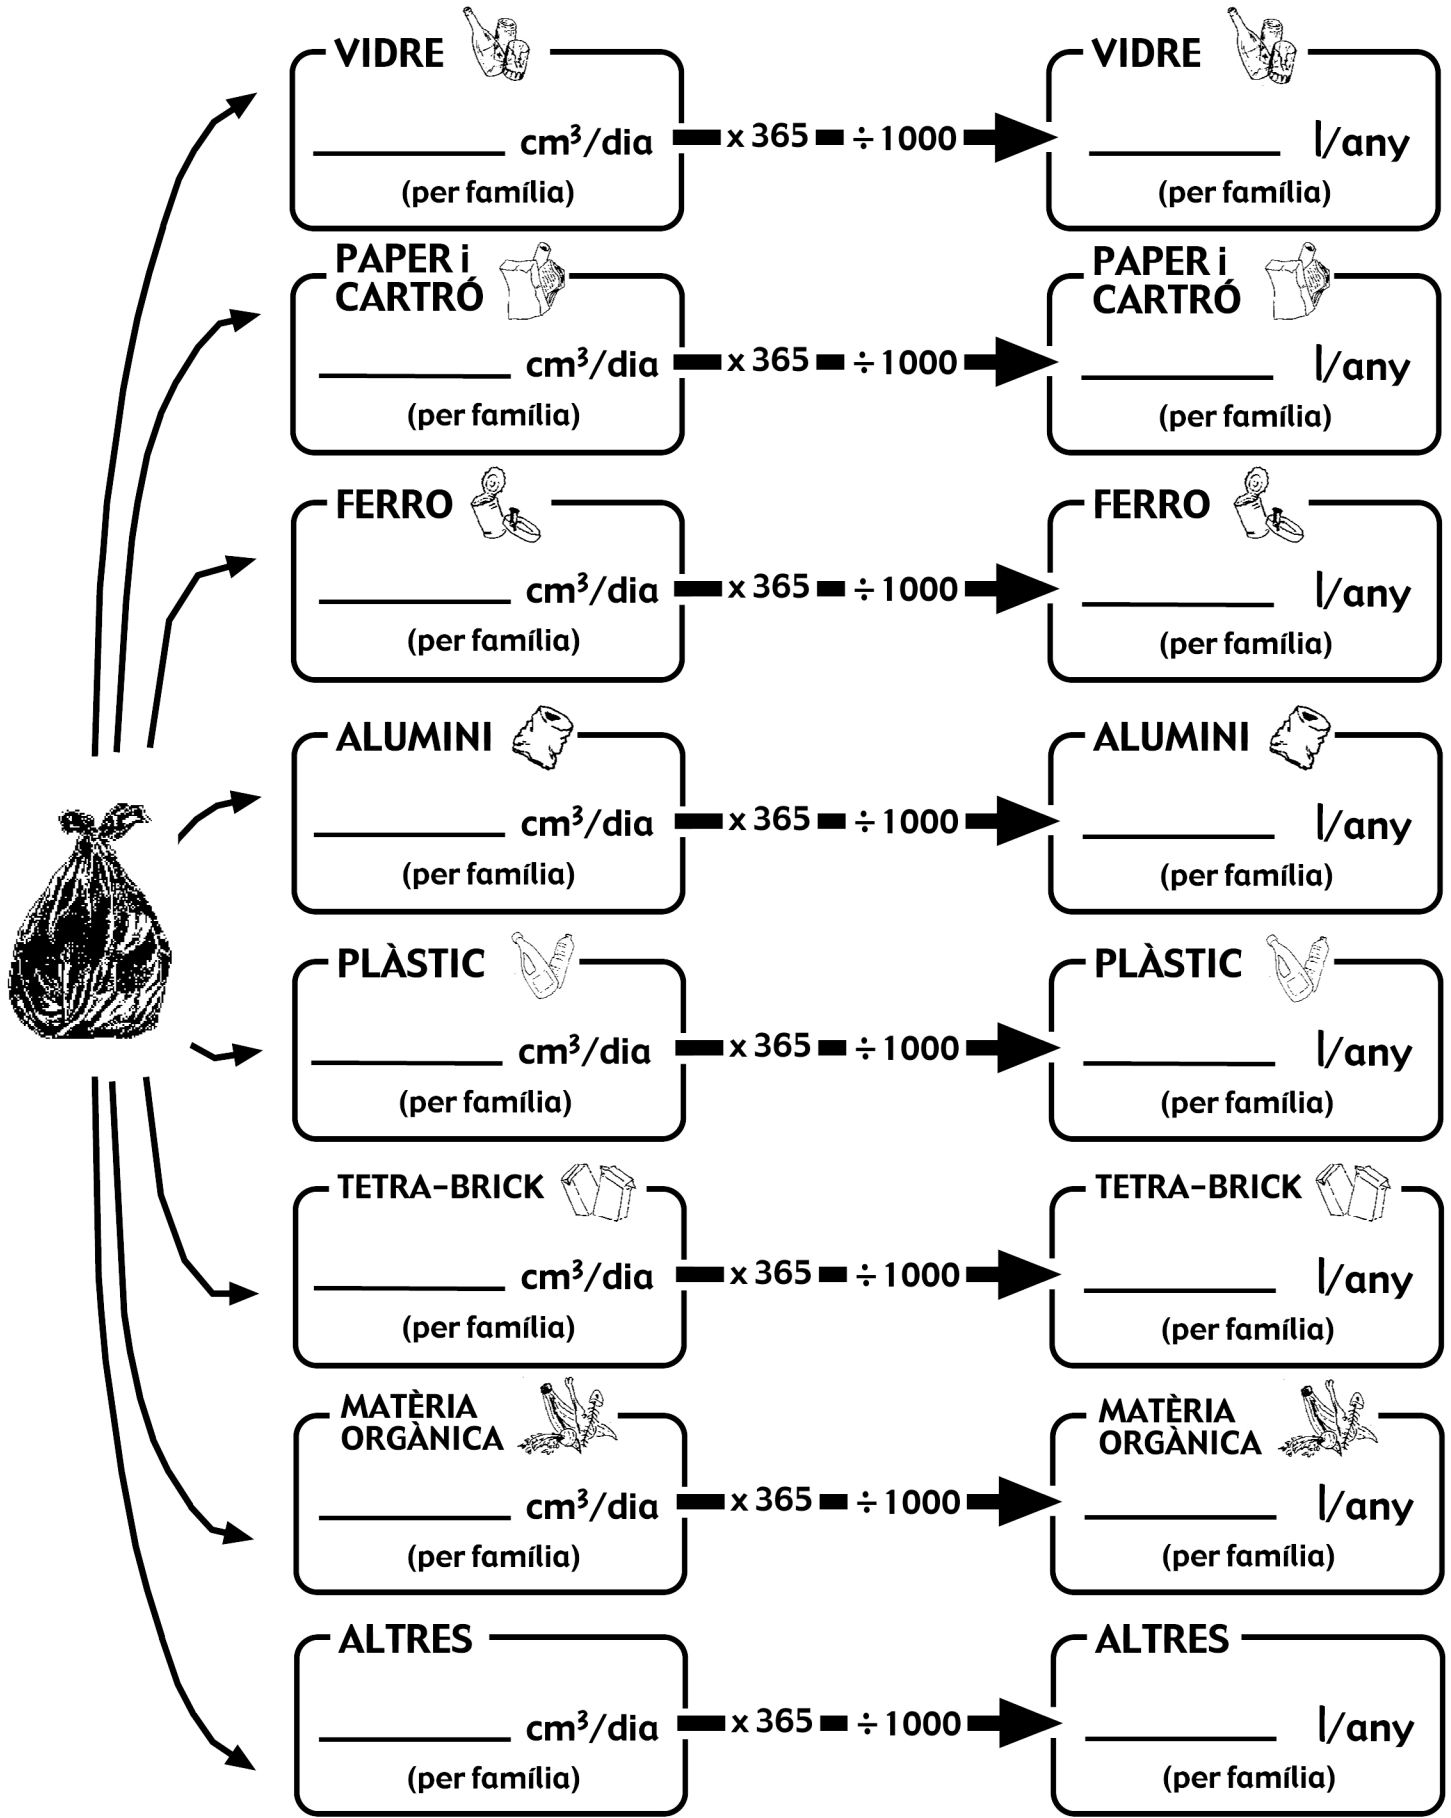 VIDRE
VIDRE
cm³/dia x 365 ÷ 1000 l/any
(per família)
(per família)
PAPER i
CARTRÓ
PAPER i
CARTRÓ
cm³/dia x 365 ÷ 1000 l/any
(per família)
(per família)
FERRO
FERRO
cm³/dia x 365 ÷ 1000 l/any
(per família)
(per família)
ALUMINI
ALUMINI
cm³/dia x 365 ÷ 1000 l/any
(per família)
(per família)
PLÀSTIC
PLÀSTIC
cm³/dia x 365 ÷ 1000 l/any
(per família)
(per família)
TETRA-BRICK
TETRA-BRICK
cm³/dia x 365 ÷ 1000 l/any
(per família)
(per família)
MATÈRIA
ORGÀNICA
MATÈRIA
ORGÀNICA
cm³/dia x 365 ÷ 1000 l/any
(per família)
(per família)
ALTRES
ALTRES
cm³/dia x 365 ÷ 1000 l/any
(per família)
(per família)